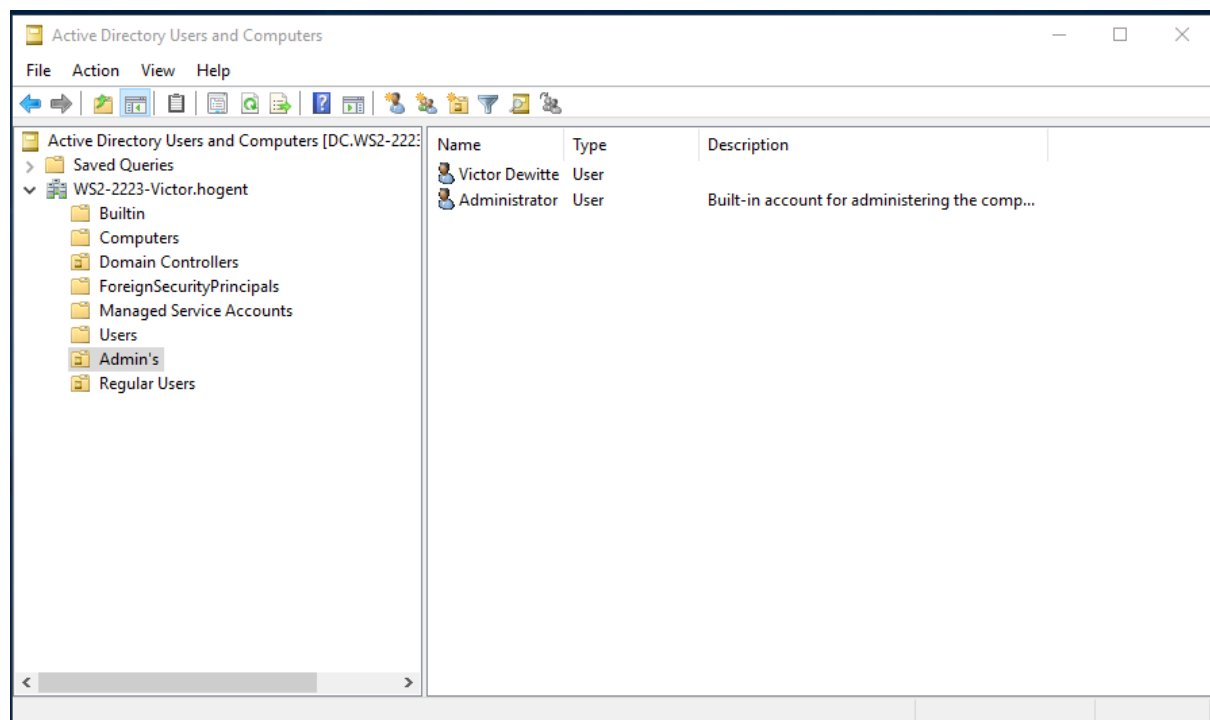 Active Directory Users and Computers
File Action View Help
Active Directory Users and Computers [DC.WS2-222
Saved Queries
WS2-2223-Victor.hogent
Builtin
Computers
Domain Controllers
ForeignSecurityPrincipals
Managed Service Accounts
Users
Admin's
Regular Users
Name Type Description
Victor Dewitte User
Administrator User Built-in account for administering the comp...